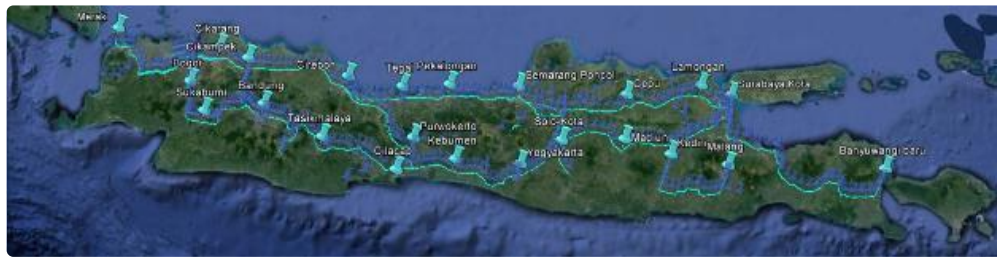 Merak
Cikarang
Cikampek
Bogor
Cirebon
Tegal
Pekalongan
Semarang Poncol
Lamongan
Surabaya Kota
Sukabumi
Bandung
Cepu
Tasikmalaya
Purwokerto
Solo-Kota
Kebumen
Madiun
Kediri
Malang
Cilacap
Yogyakarta
Banyuwangi baru